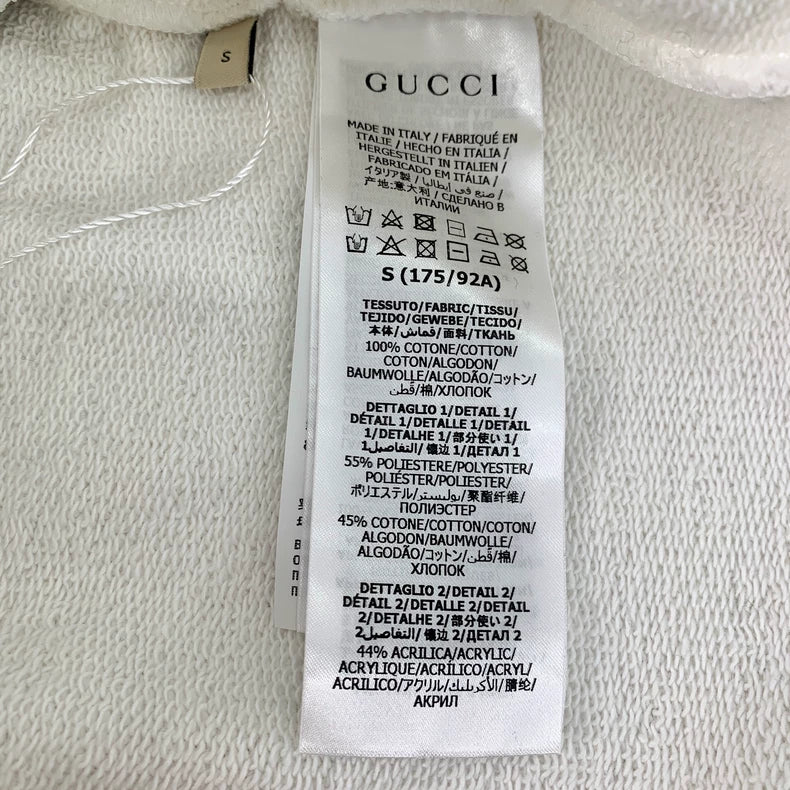 S
GUCCI
MADE IN ITALY / FABRIQUÉ EN
ITALIE / HECHO EN ITALIA /
HERGESTELLT IN ITALIEN /
FABRICADO EM ITÁLIA /
イタリア製 / صنع في إيطاليا /
产地:意大利 / СДЕЛАНО В
ИТАЛИИ
S (175/92A)
TESSUTO/FABRIC/TISSU/
TEJIDO/GEWEBE/TECIDO/
本体/قماش/面料/ТКАНЬ
100% COTONE/COTTON/
COTON/ALGODON/
BAUMWOLLE/ALGODÃO/コットン/
قطن/棉/ХЛОПОК
DETTAGLIO 1/DETAIL 1/
DÉTAIL 1/DETALLE 1/DETAIL
1/DETALHE 1/部分使い 1/
التفاصيل1/ 镶边 1/ДЕТАЛ 1
55% POLIESTERE/POLYESTER/
POLIÉSTER/POLIESTER/
ポリエステル/بوليستر/聚酯纤维/
ПОЛИЭСТЕР
45% COTONE/COTTON/COTON/
ALGODON/BAUMWOLLE/
ALGODÃO/コットン/قطن/棉/
ХЛОПОК
DETTAGLIO 2/DETAIL 2/
DÉTAIL 2/DETALLE 2/DETAIL
2/DETALHE 2/部分使い 2/
التفاصيل2/ 镶边 2/ДЕТАЛ 2
44% ACRILICA/ACRYLIC/
ACRYLIQUE/ACRÍLICO/ACRYL/
ACRILICO/アクリル/الأكريليك/腈纶/
АКРИЛ